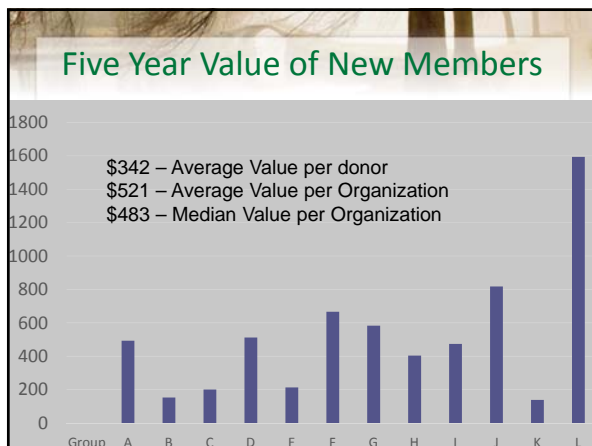 Five Year Value of New Members
1800
1600
1400
1200
1000
800
600
400
200
0
$342 – Average Value per donor
$521 – Average Value per Organization
$483 – Median Value per Organization
Group A B C D E F G H I J K L